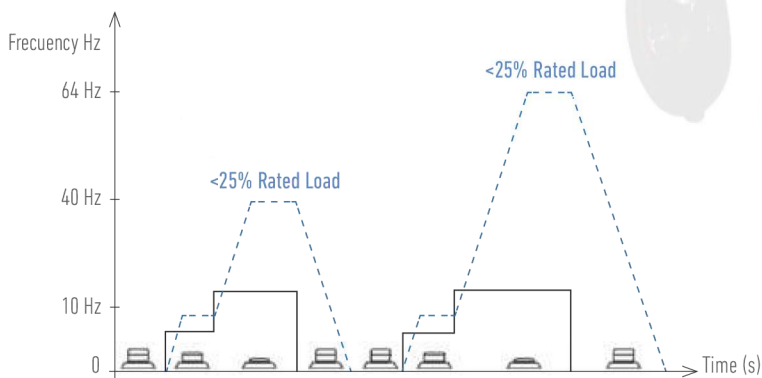 Frecuency Hz
<25% Rated Load
64 Hz
<25% Rated Load
40 Hz
10 Hz
0
Time (s)